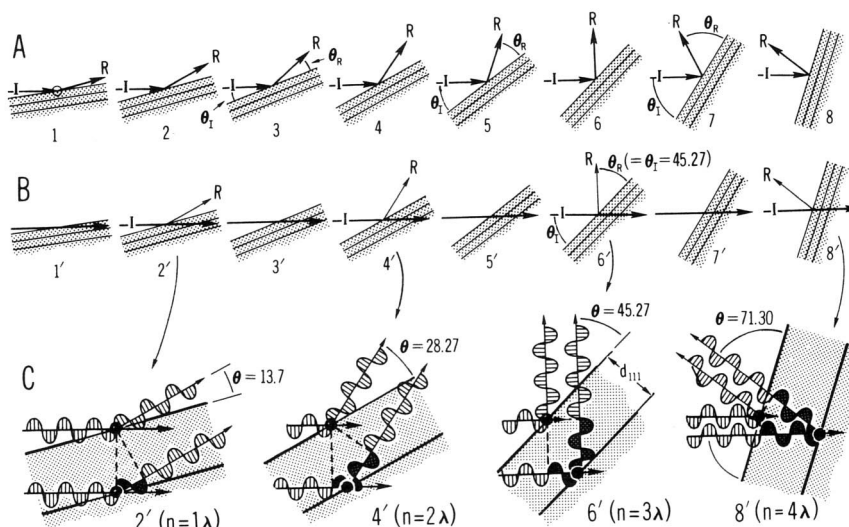 A
-I R
1
-I R
2
-I R θR
θI
3
-I R
4
-I R θR
θI
5
-I R
6
-I R θR
θI
7
R
-I
8
B
1′
-I R
2′
3′
-I R
4′
5′
-I R θR (= θI = 45.27)
θI
6′
7′
R
-I
8′
C
θ = 13.7
2′ (n=1λ)
θ = 28.27
4′ (n=2λ)
θ = 45.27
d111
6′ (n=3λ)
θ = 71.30
8′ (n=4λ)